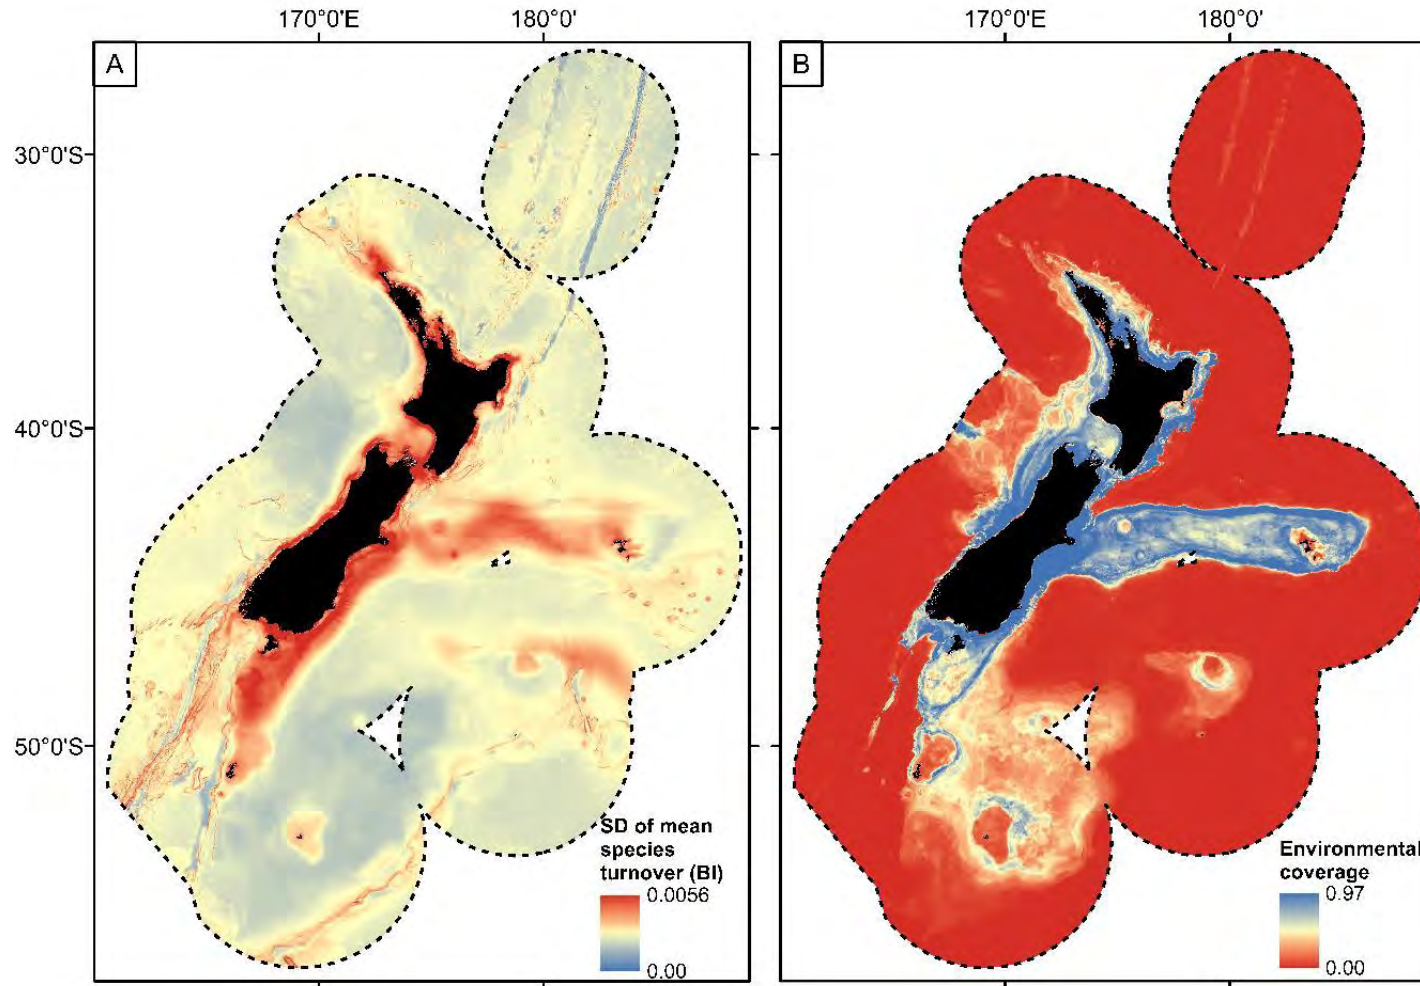 170°0'E 180°0' 170°0'E 180°0'
A B
30°0'S
40°0'S
50°0'S
SD of mean
species
turnover (BI)
0.0056
0.00
Environmental
coverage
0.97
0.00